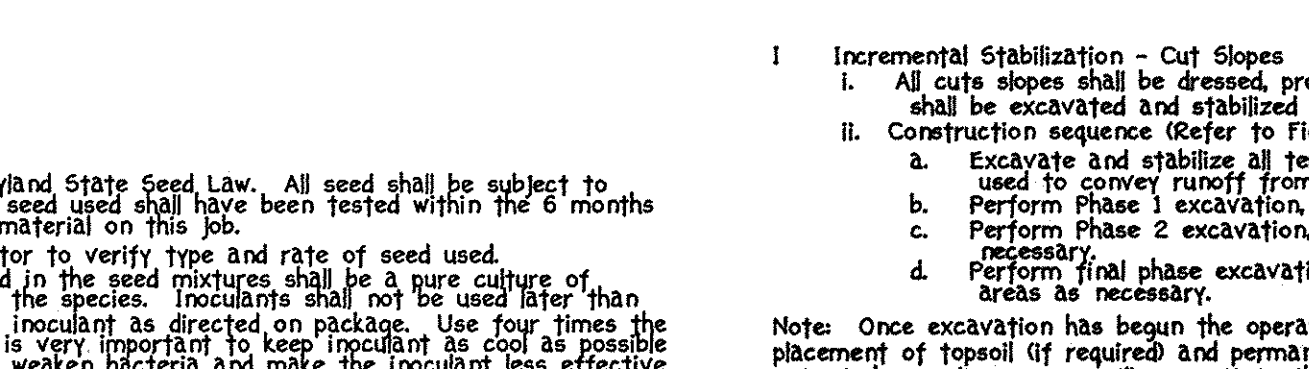 yland State Seed Law. All seed shall be subject to
seed used shall have been tested within the 6 months
material on this job.
tor to verify type and rate of seed used.
d in the seed mixtures shall be a pure culture of
the species. Inoculants shall not be used later than
inoculant as directed on package. Use four times the
is very important to keep inoculant as cool as possible
weaken bacteria and make the inoculant less effective
I Incremental Stabilization - Cut Slopes
i. All cuts slopes shall be dressed, pre
shall be excavated and stabilized
ii. Construction sequence (Refer to Fi
a. Excavate and stabilize all te
used to convey runoff from
b. Perform Phase 1 excavation,
c. Perform Phase 2 excavation,
necessary.
d. Perform final phase excavati
areas as necessary.
Note: Once excavation has begun the opera
placement of topsoil (if required) and perman